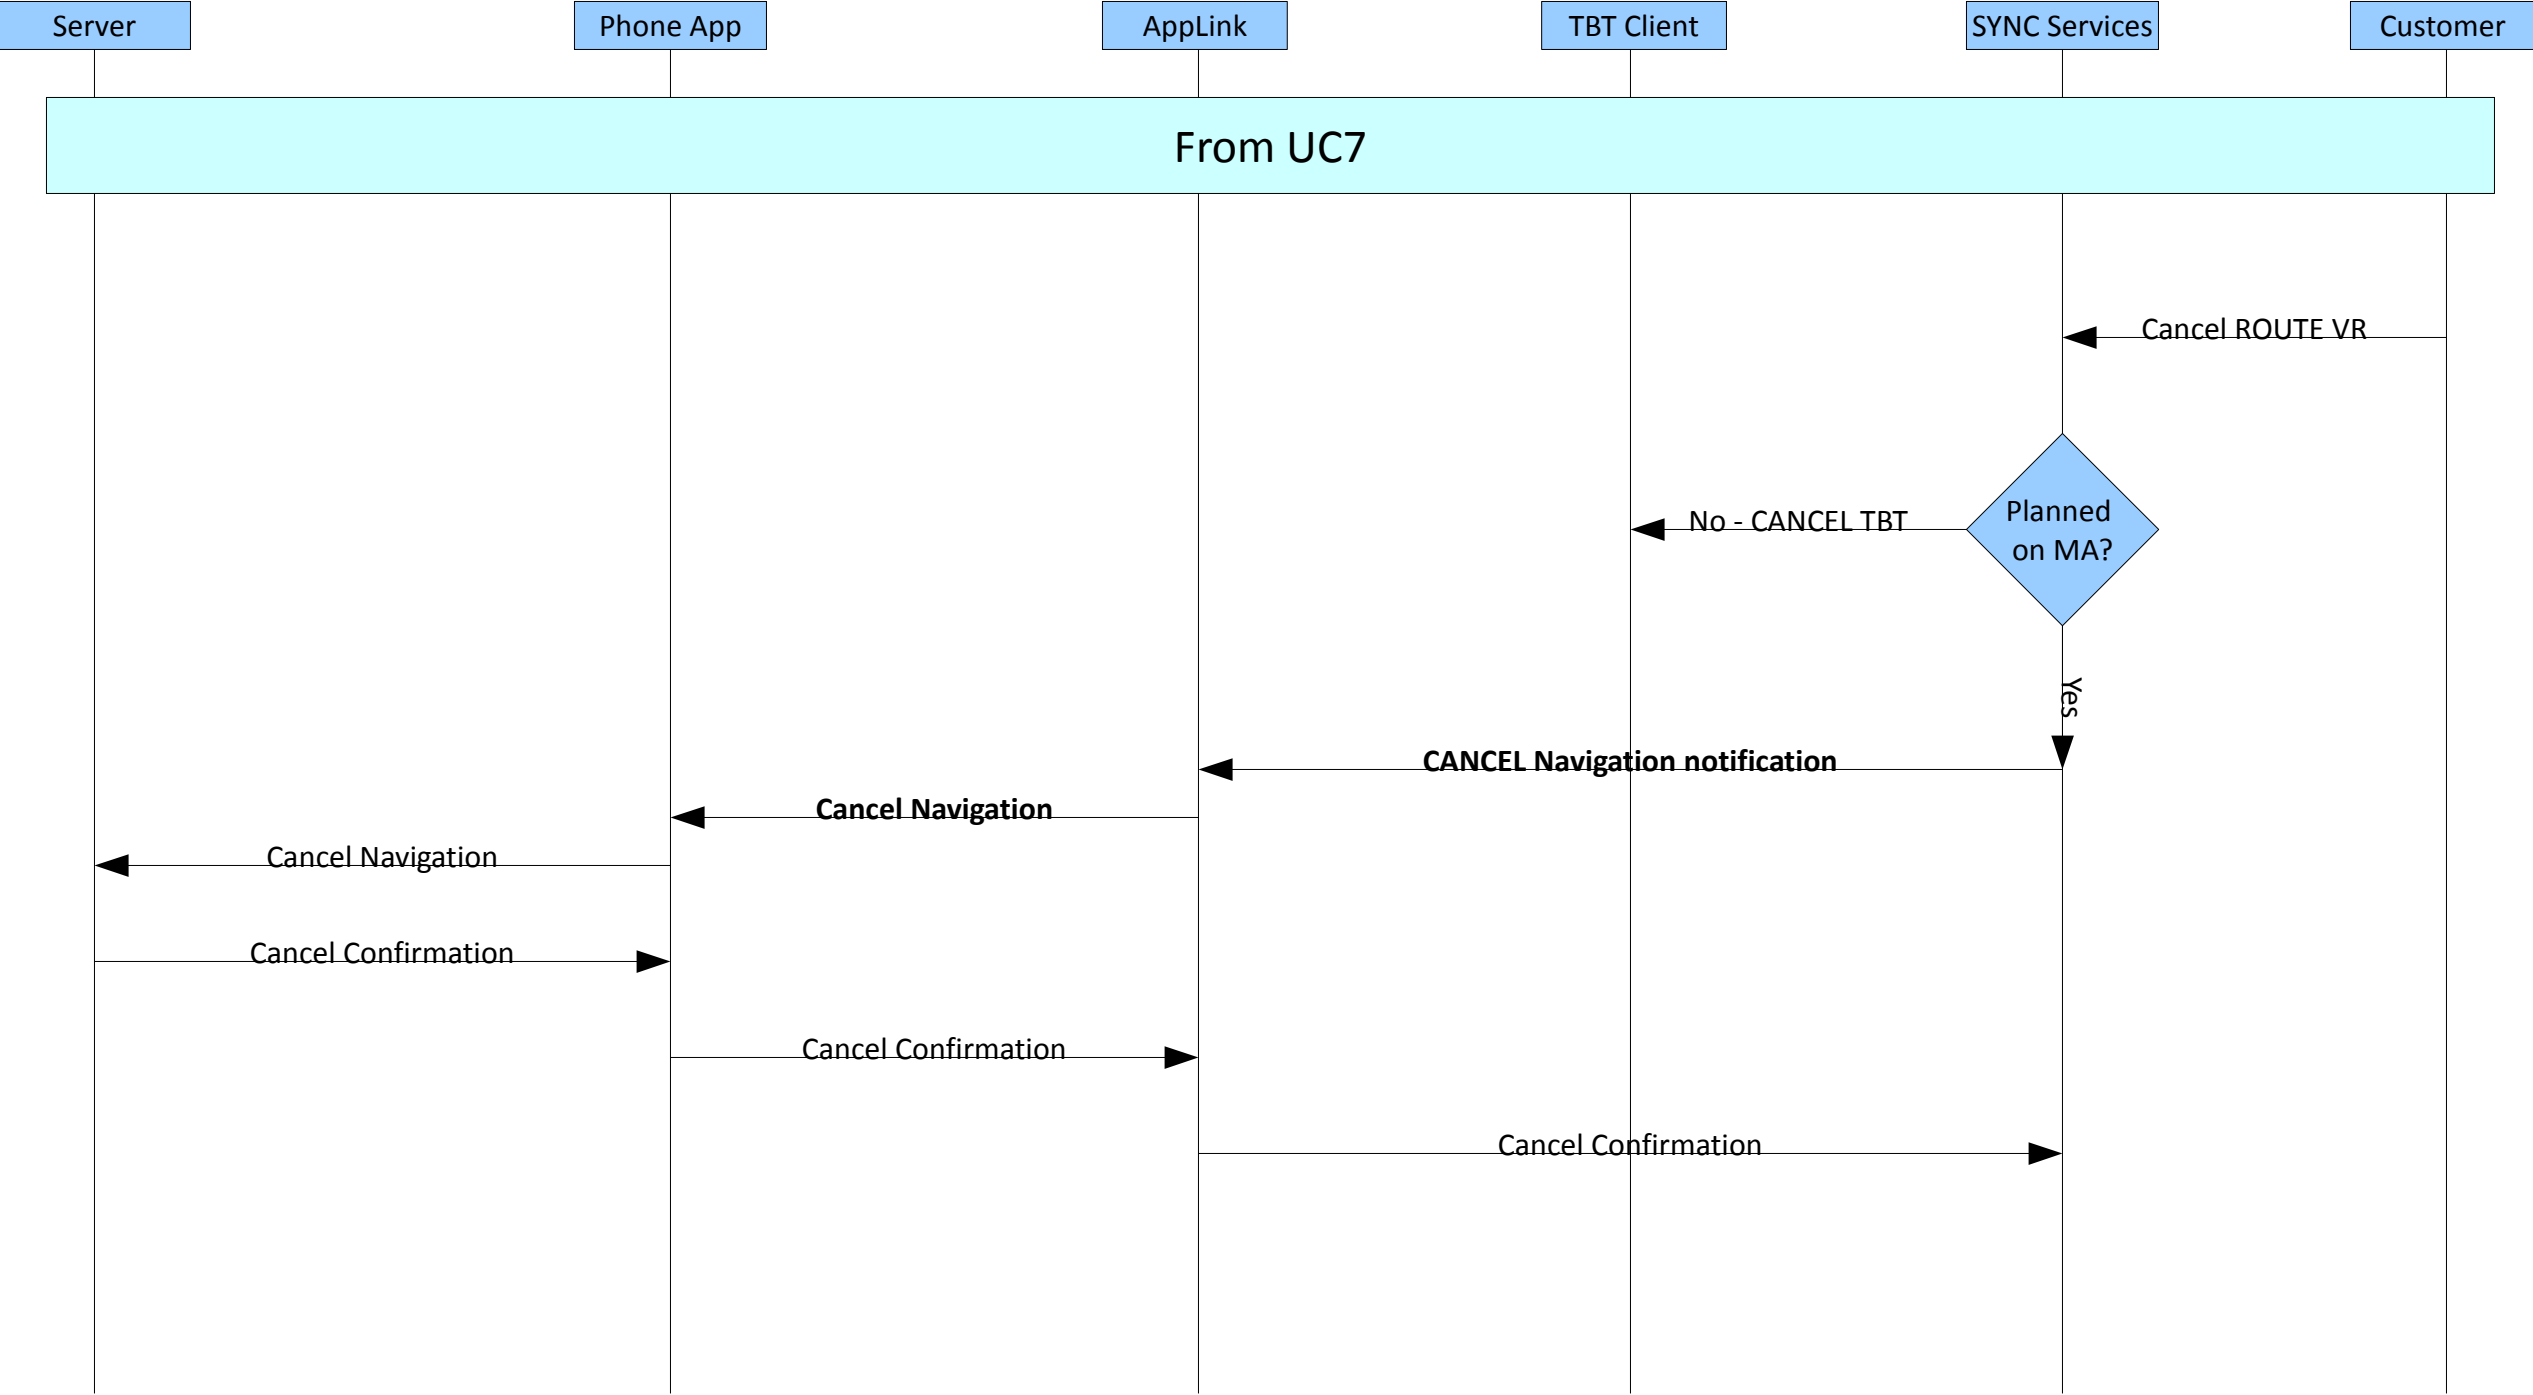 Server
Phone App
AppLink
TBT Client
SYNC Services
Customer
From UC7
Cancel ROUTE VR
Planned
on MA?
No - CANCEL TBT
Yes
CANCEL Navigation notification
Cancel Navigation
Cancel Navigation
Cancel Confirmation
Cancel Confirmation
Cancel Confirmation